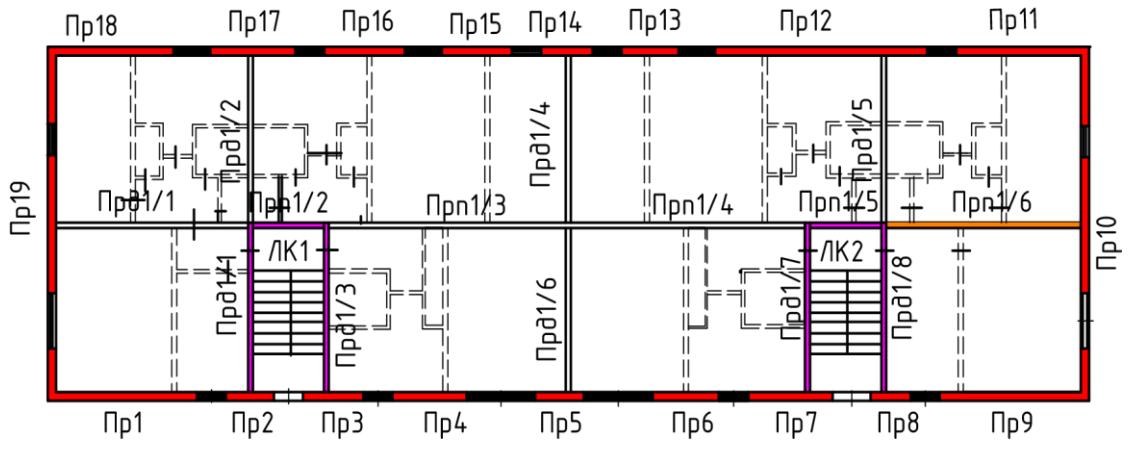 Пр18 Пр17 Пр16 Пр15 Пр14 Пр13 Пр12 Пр11
Прд1/2 Прд1/4 Прд1/5
Пр19 Прд1/1 Прп1/2 Прп1/3 Прп1/4 Прп1/5 Прп1/6 Пр10
Прд1/1 ЛК1 Прд1/3 Прд1/6 Прд1/7 ЛК2 Прд1/8
Пр1 Пр2 Пр3 Пр4 Пр5 Пр6 Пр7 Пр8 Пр9